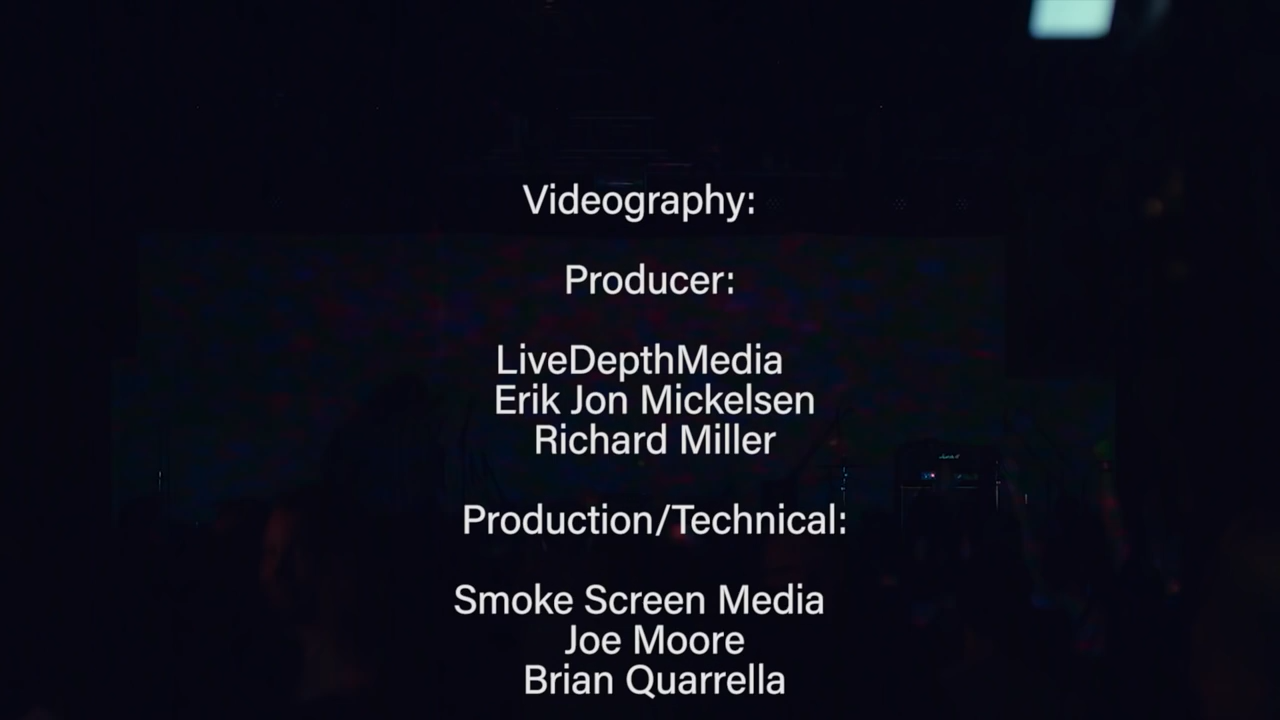 Videography:
Producer:
LiveDepthMedia
Erik Jon Mickelsen
Richard Miller
Production/Technical:
Smoke Screen Media
Joe Moore
Brian Quarrella